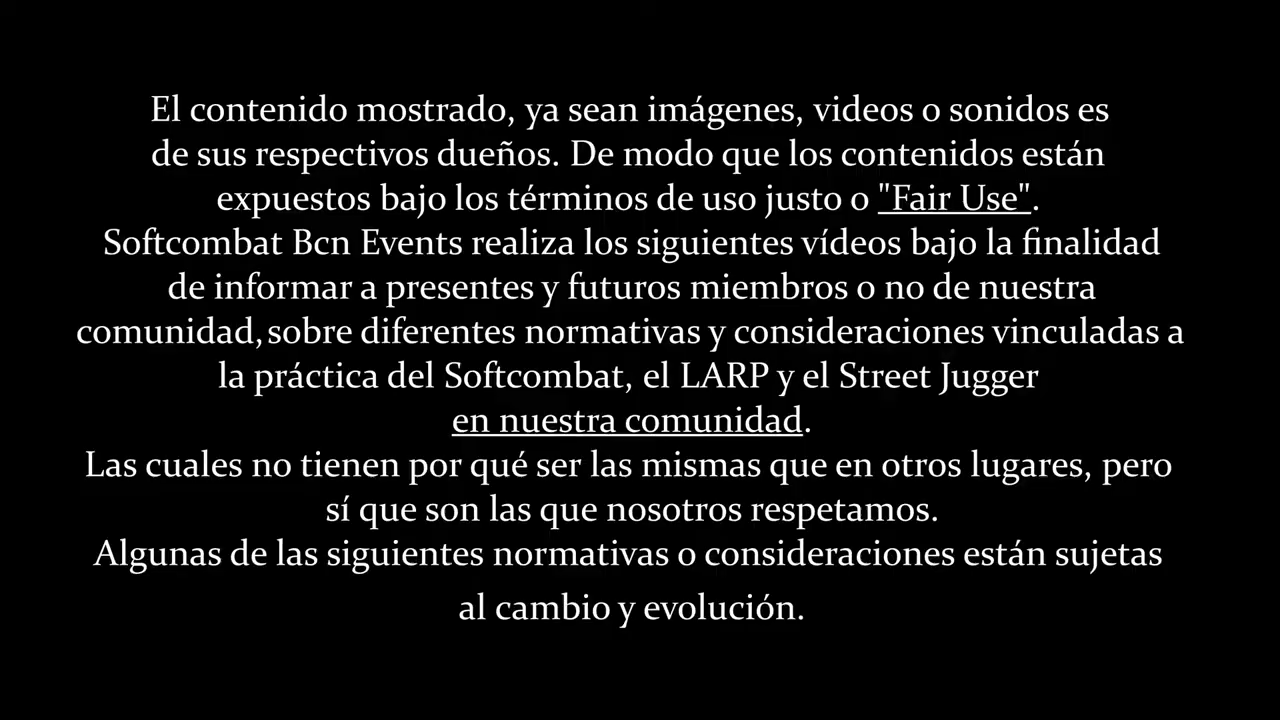 El contenido mostrado, ya sean imágenes, videos o sonidos es
de sus respectivos dueños. De modo que los contenidos están
expuestos bajo los términos de uso justo o "Fair Use".
Softcombat Bcn Events realiza los siguientes vídeos bajo la finalidad
de informar a presentes y futuros miembros o no de nuestra
comunidad, sobre diferentes normativas y consideraciones vinculadas a
la práctica del Softcombat, el LARP y el Street Jugger
en nuestra comunidad.
Las cuales no tienen por qué ser las mismas que en otros lugares, pero
sí que son las que nosotros respetamos.
Algunas de las siguientes normativas o consideraciones están sujetas
al cambio y evolución.